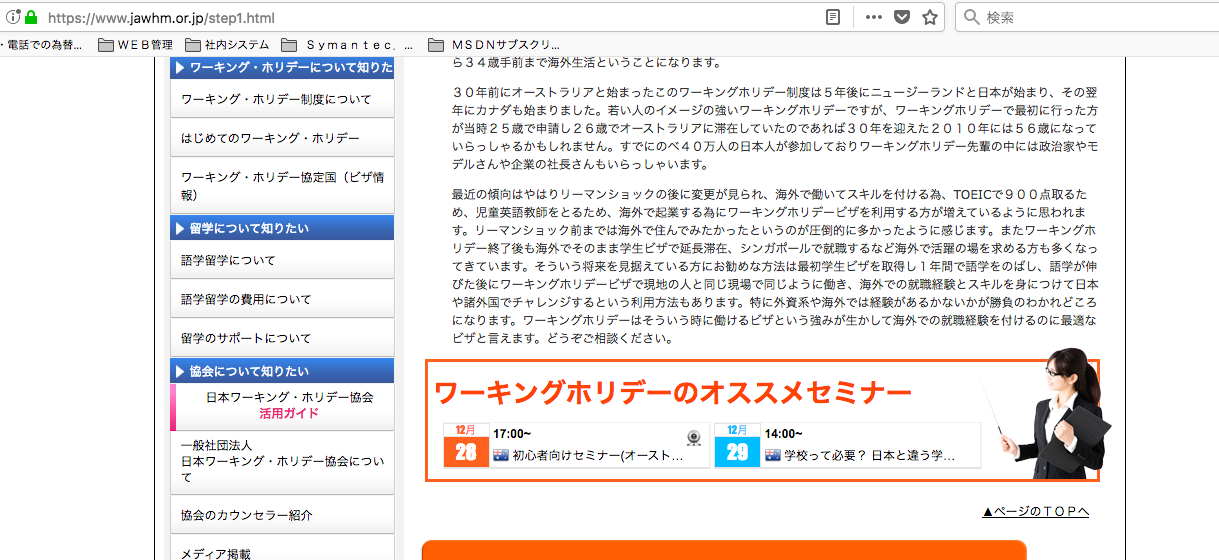 https://www.jawhm.or.jp/step1.html
検索
・電話での為替...
ＷＥＢ管理
社内システム
Ｓｙｍａｎｔｅｃ．...
ＭＳＤＮサブスクリ...
ワーキング・ホリデーについて知りた
ワーキング・ホリデー制度について
はじめてのワーキング・ホリデー
ワーキング・ホリデー協定国（ビザ情
報）
留学について知りたい
語学留学について
語学留学の費用について
留学のサポートについて
協会について知りたい
日本ワーキング・ホリデー協会
活用ガイド
一般社団法人
日本ワーキング・ホリデー協会につい
て
協会のカウンセラー紹介
メディア掲載
ら３４歳手前まで海外生活ということになります。
３０年前にオーストラリアと始まったこのワーキングホリデー制度は５年後にニュージーランドと日本が始まり、その翌
年にカナダも始まりました。若い人のイメージの強いワーキングホリデーですが、ワーキングホリデーで最初に行った方
が当時２５歳で申請し２６歳でオーストラリアに滞在していたのであれば３０年を迎えた２０１０年には５６歳になって
いらっしゃるかもしれません。すでにのべ４０万人の日本人が参加しておりワーキングホリデー先輩の中には政治家やモ
デルさんや企業の社長さんもいらっしゃいます。
最近の傾向はやはりリーマンショックの後に変更が見られ、海外で働いてスキルを付ける為、TOEICで９００点取るた
め、児童英語教師をとるため、海外で起業する為にワーキングホリデービザを利用する方が増えているように思われま
す。リーマンショック前までは海外で住んでみたかったというのが圧倒的に多かったように感じます。またワーキングホ
リデー終了後も海外でそのまま学生ビザで延長滞在、シンガポールで就職するなど海外で活躍の場を求める方も多くなっ
てきています。そういう将来を見据えている方にお勧めな方法は最初学生ビザを取得し１年間で語学をのばし、語学が伸
びた後にワーキングホリデービザで現地の人と同じ現場で同じように働き、海外での就職経験とスキルを身につけて日本
や諸外国でチャレンジするという利用方法もあります。特に外資系や海外では経験があるかないかが勝負のわかれどころ
になります。ワーキングホリデーはそういう時に働けるビザという強みが生かして海外での就職経験を付けるのに最適な
ビザと言えます。どうぞご相談ください。
ワーキングホリデーのオススメセミナー
12月
28
17:00~
初心者向けセミナー(オースト...
12月
29
14:00~
学校って必要？ 日本と違う学...
▲ページのＴＯＰへ